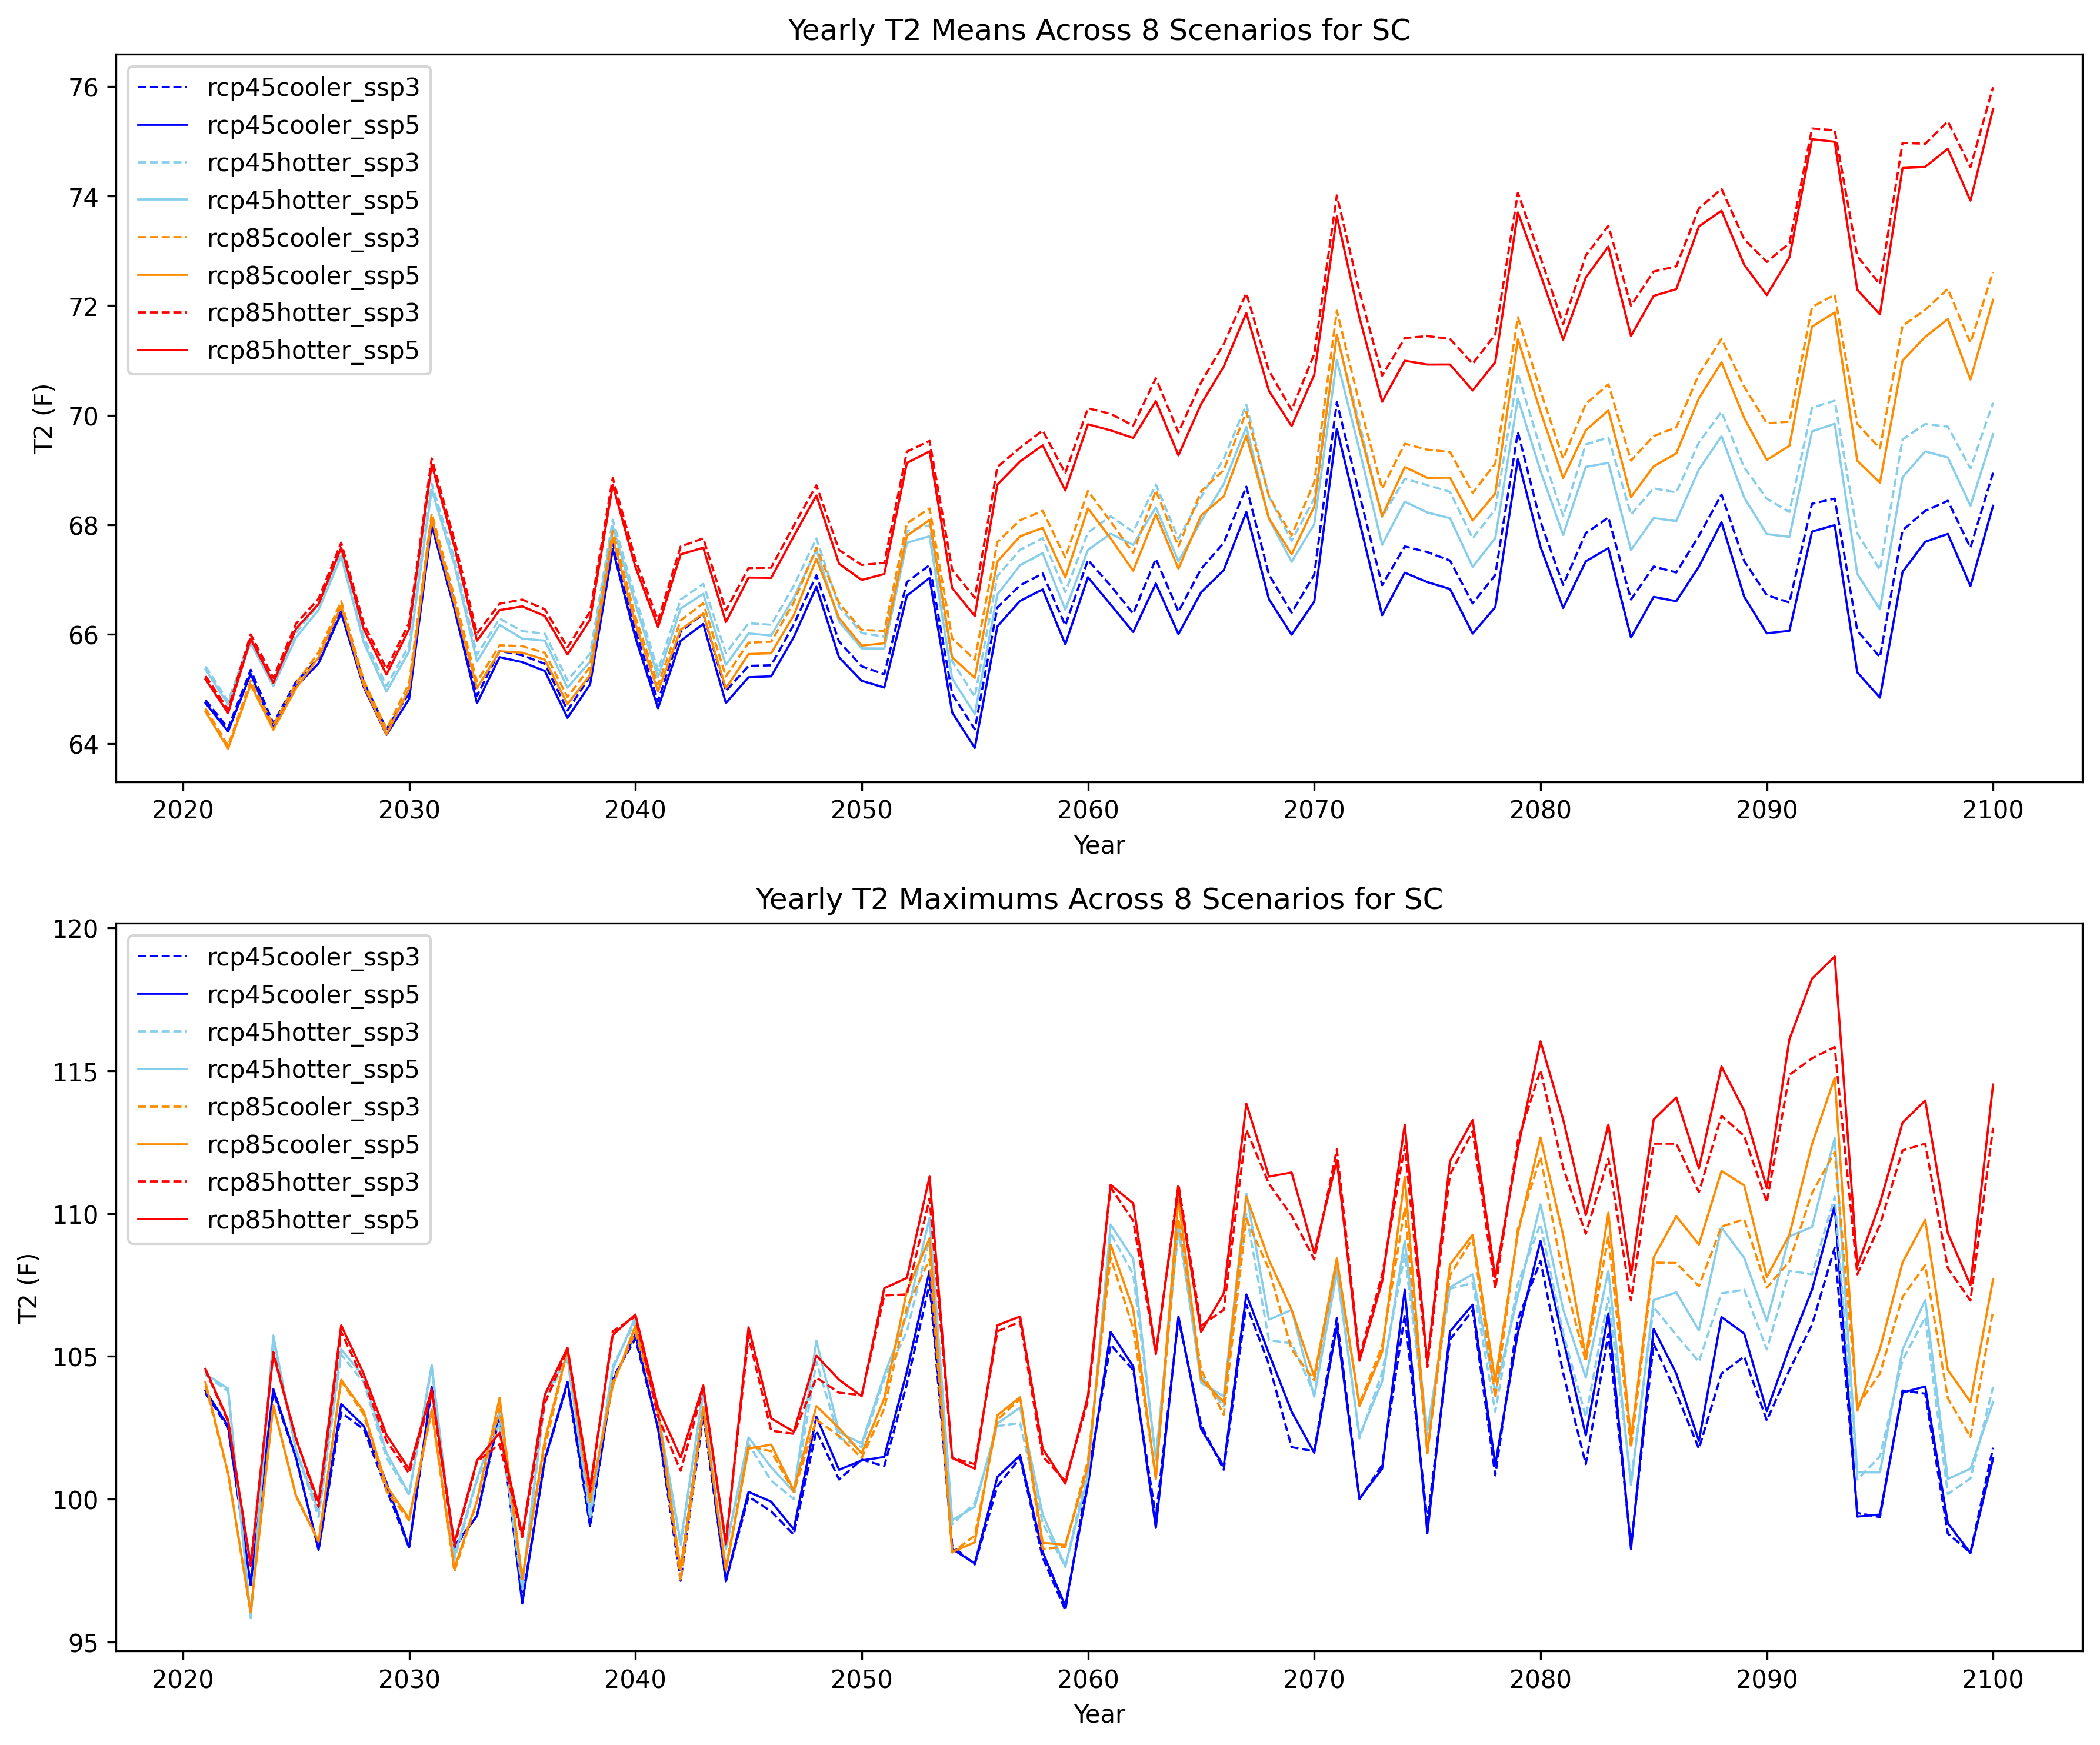 Yearly T2 Means Across 8 Scenarios for SC
76
74
72
70
68
66
64
T2 (F)
rcp45cooler_ssp3
rcp45cooler_ssp5
rcp45hotter_ssp3
rcp45hotter_ssp5
rcp85cooler_ssp3
rcp85cooler_ssp5
rcp85hotter_ssp3
rcp85hotter_ssp5
2020 2030 2040 2050 2060 2070 2080 2090 2100
Year
Yearly T2 Maximums Across 8 Scenarios for SC
120
115
110
105
100
95
T2 (F)
rcp45cooler_ssp3
rcp45cooler_ssp5
rcp45hotter_ssp3
rcp45hotter_ssp5
rcp85cooler_ssp3
rcp85cooler_ssp5
rcp85hotter_ssp3
rcp85hotter_ssp5
2020 2030 2040 2050 2060 2070 2080 2090 2100
Year